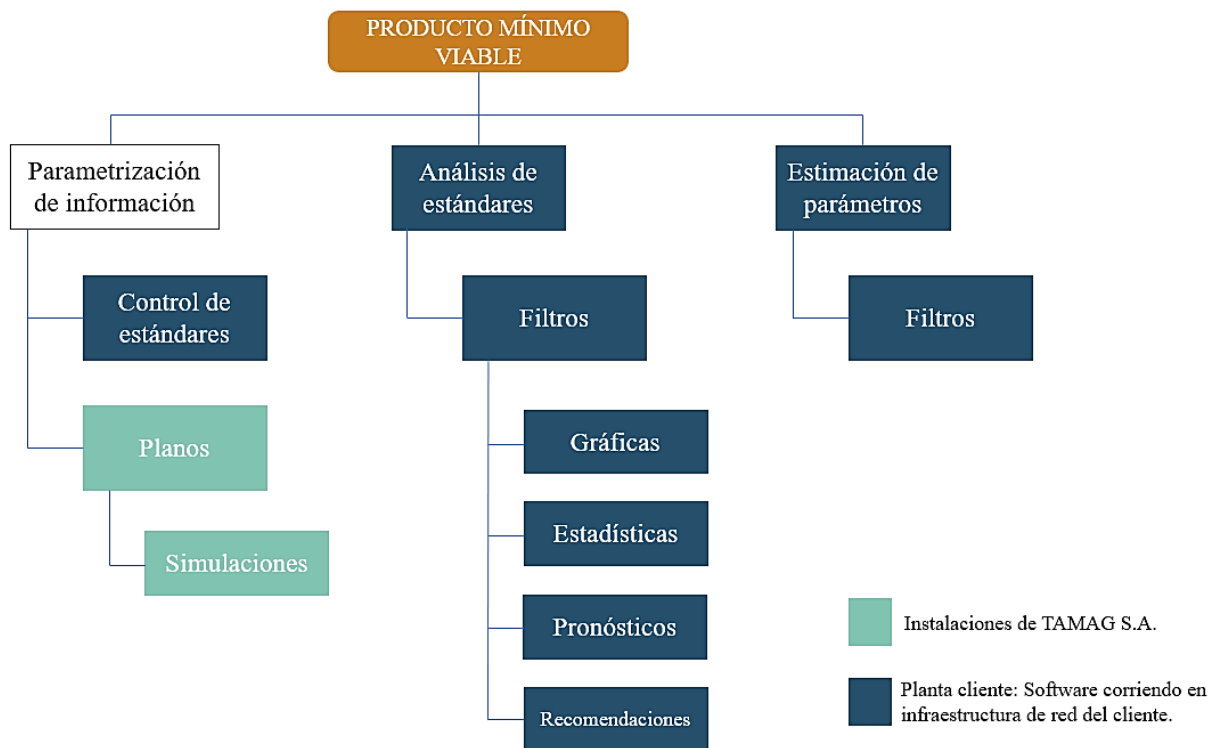 PRODUCTO MÍNIMO
VIABLE
Parametrización
de información
Análisis de
estándares
Estimación de
parámetros
Control de
estándares
Filtros
Filtros
Planos
Gráficas
Simulaciones
Estadísticas
Pronósticos
Recomendaciones
Instalaciones de TAMAG S.A.
Planta cliente: Software corriendo en
infraestructura de red del cliente.